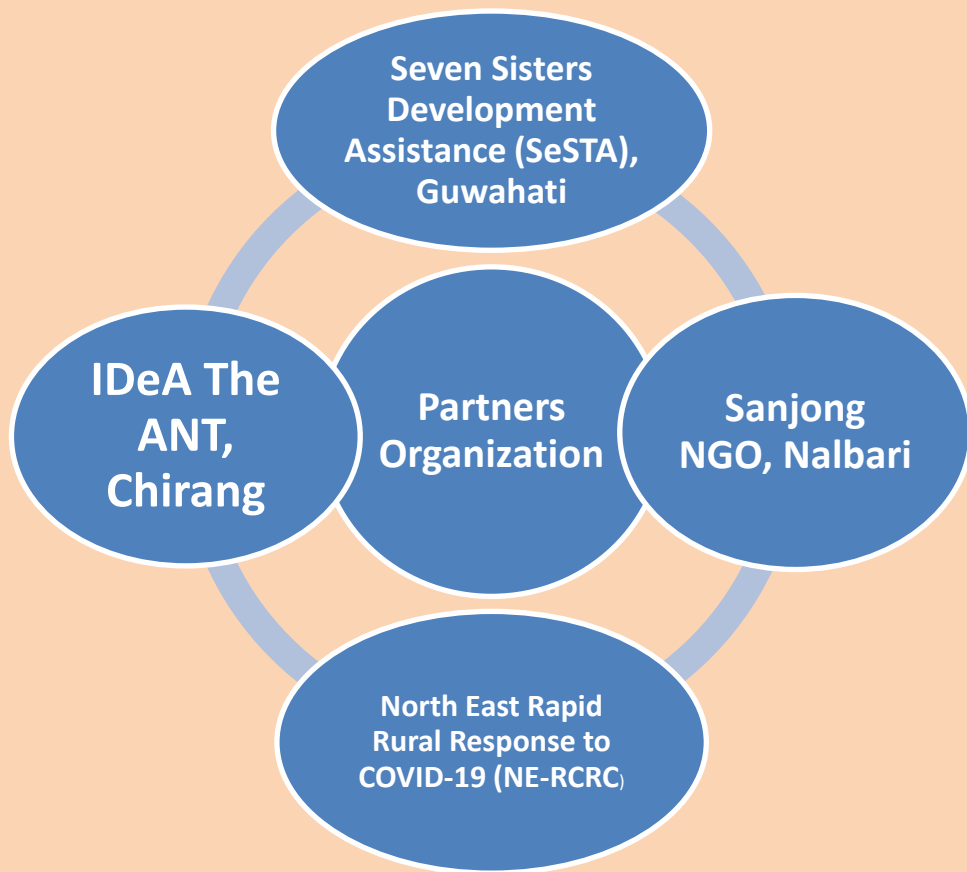 Seven Sisters
Development
Assistance (SeSTA),
Guwahati
IDeA The
ANT,
Chirang
Partners
Organization
Sanjong
NGO, Nalbari
North East Rapid
Rural Response to
COVID-19 (NE-RCRC)